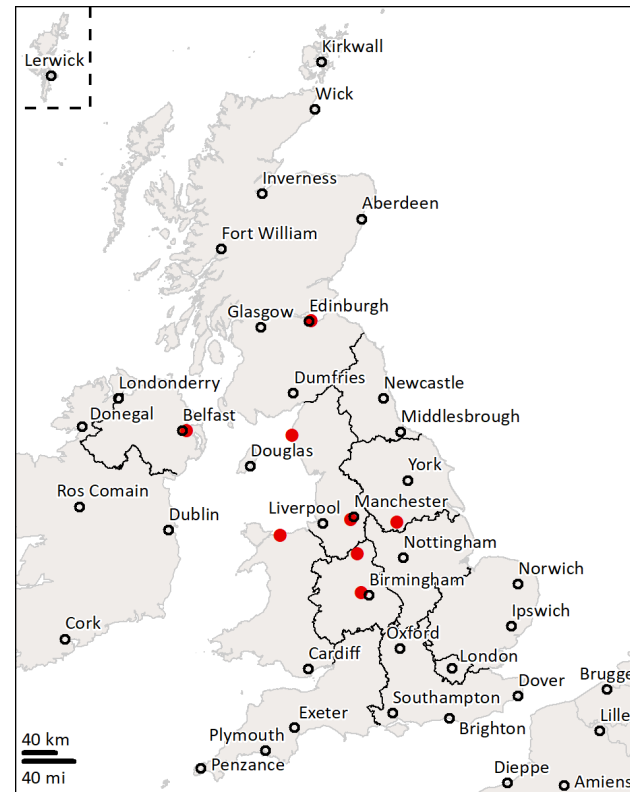 Lerwick
Kirkwall
Wick
Inverness
Aberdeen
Fort William
Glasgow
Edinburgh
Londonderry
Dumfries
Newcastle
Donegal
Belfast
Middlesbrough
Douglas
York
Ros Comain
Liverpool
Manchester
Dublin
Nottingham
Birmingham
Norwich
Ipswich
Cork
Oxford
Cardiff
London
Dover
Brugge
Southampton
Exeter
Brighton
Lille
Plymouth
Penzance
40 km
40 mi
Dieppe
Amiens